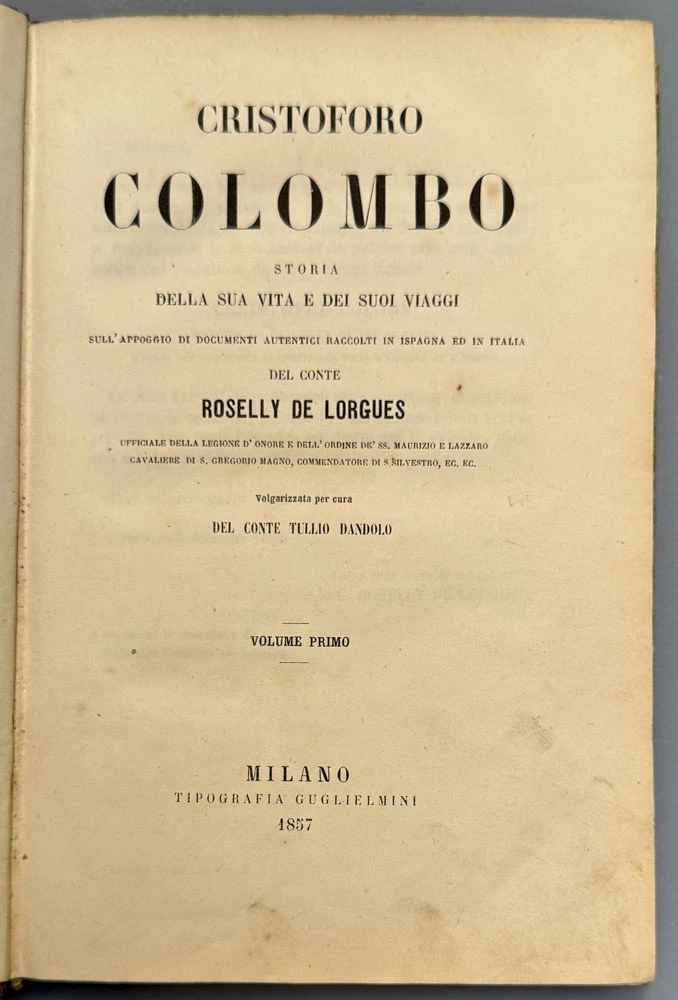 CRISTOFORO
COLOMBO
STORIA
DELLA SUA VITA E DEI SUOI VIAGGI
SULL' APPOGGIO DI DOCUMENTI AUTENTICI RACCOLTI IN ISPAGNA ED IN ITALIA
DEL CONTE
ROSELLY DE LORGUES
UFFICIALE DELLA LEGIONE D' ONORE E DELL' ORDINE DE' SS. MAURIZIO E LAZZARO
CAVALIERE DI S. GREGORIO MAGNO, COMMENDATORE DI S SILVESTRO, EC. EC.
Volgarizzata per cura
DEL CONTE TULLIO DANDOLO
VOLUME PRIMO
MILANO
TIPOGRAFIA GUGLIELMINI
1857